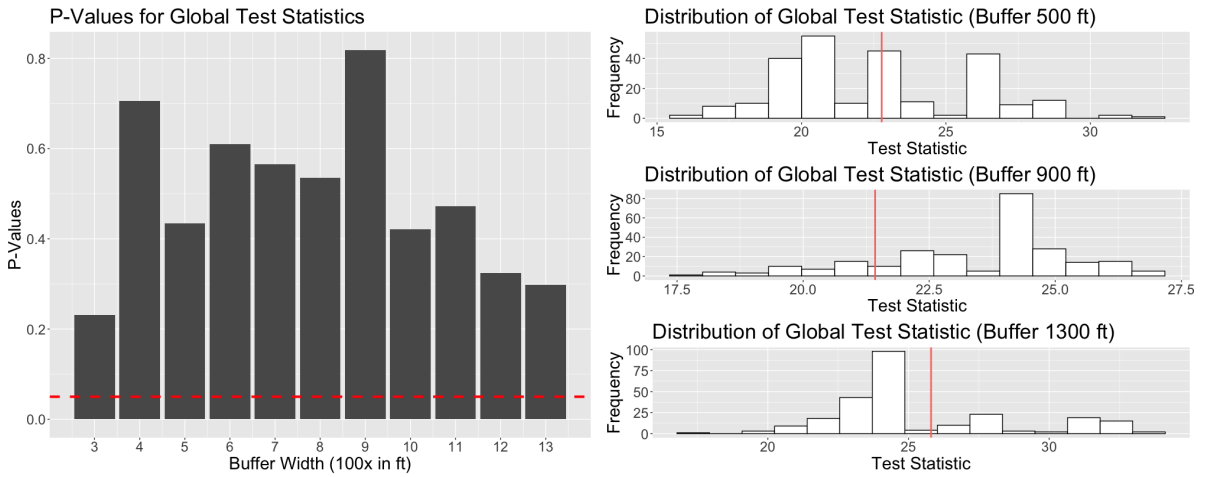 P-Values for Global Test Statistics
P-Values
0.8
0.6
0.4
0.2
0.0
3 4 5 6 7 8 9 10 11 12 13
Buffer Width (100x in ft)
Distribution of Global Test Statistic (Buffer 500 ft)
Frequency
40
20
0
15 20 25 30
Test Statistic
Distribution of Global Test Statistic (Buffer 900 ft)
Frequency
80
60
40
20
0
17.5 20.0 22.5 25.0 27.5
Test Statistic
Distribution of Global Test Statistic (Buffer 1300 ft)
Frequency
100
75
50
25
0
20 25 30
Test Statistic